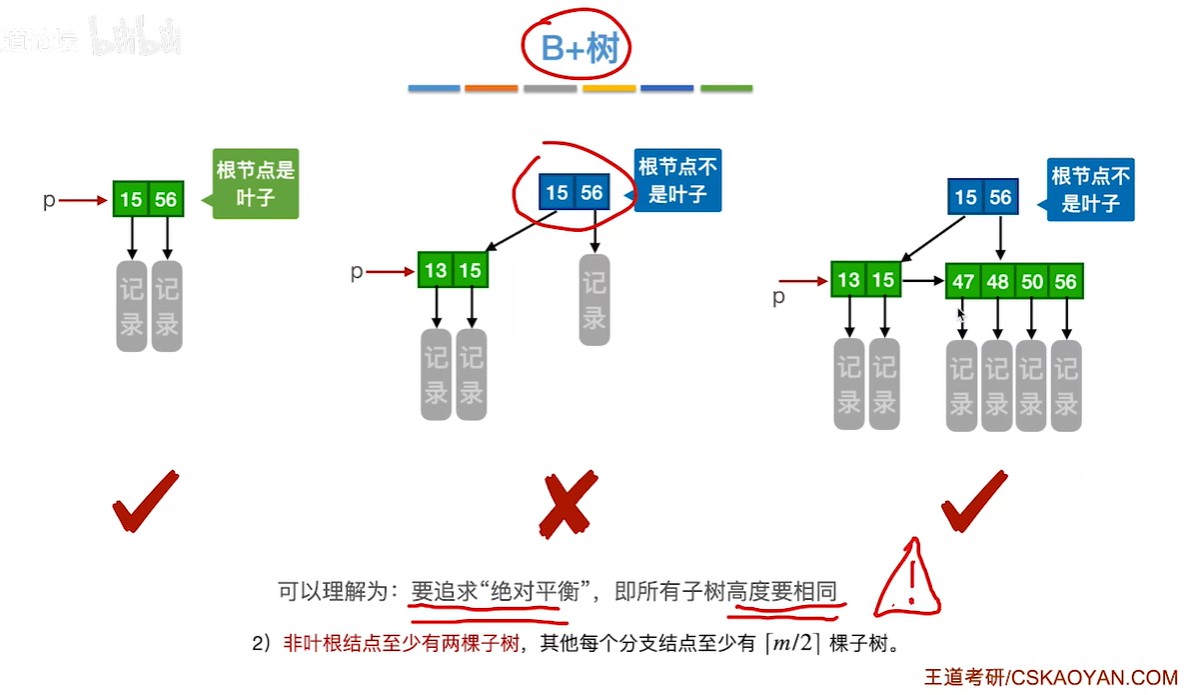 B+树
根节点是
叶子
p
15 56
记录
记录
根节点不
是叶子
15 56
p
13 15
记录
记录
记录
根节点不
是叶子
15 56
p
13 15
47 48 50 56
记录
记录
记录
记录
记录
记录
可以理解为：要追求“绝对平衡”，即所有子树高度要相同
2）非叶根结点至少有两棵子树，其他每个分支结点至少有 ⌈m/2⌉ 棵子树。
王道考研/CSKAOYAN.COM